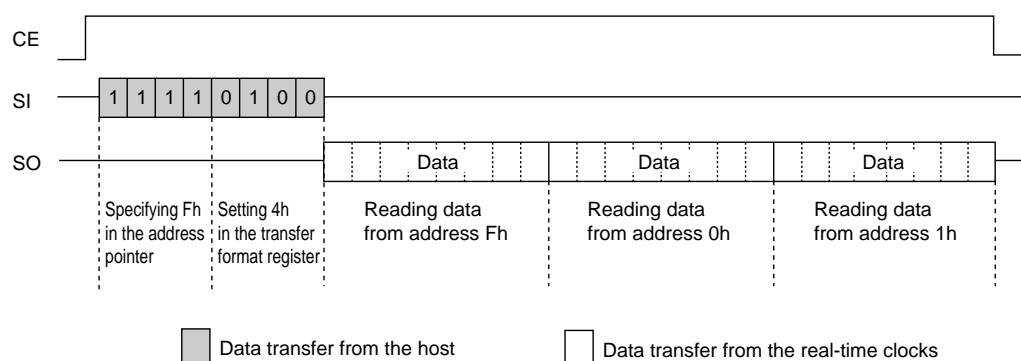 CE
SI
1 1 1 1 0 1 0 0
SO
Data Data Data
Specifying Fh
in the address
pointer
Setting 4h
in the transfer
format register
Reading data
from address Fh
Reading data
from address 0h
Reading data
from address 1h
Data transfer from the host
Data transfer from the real-time clocks